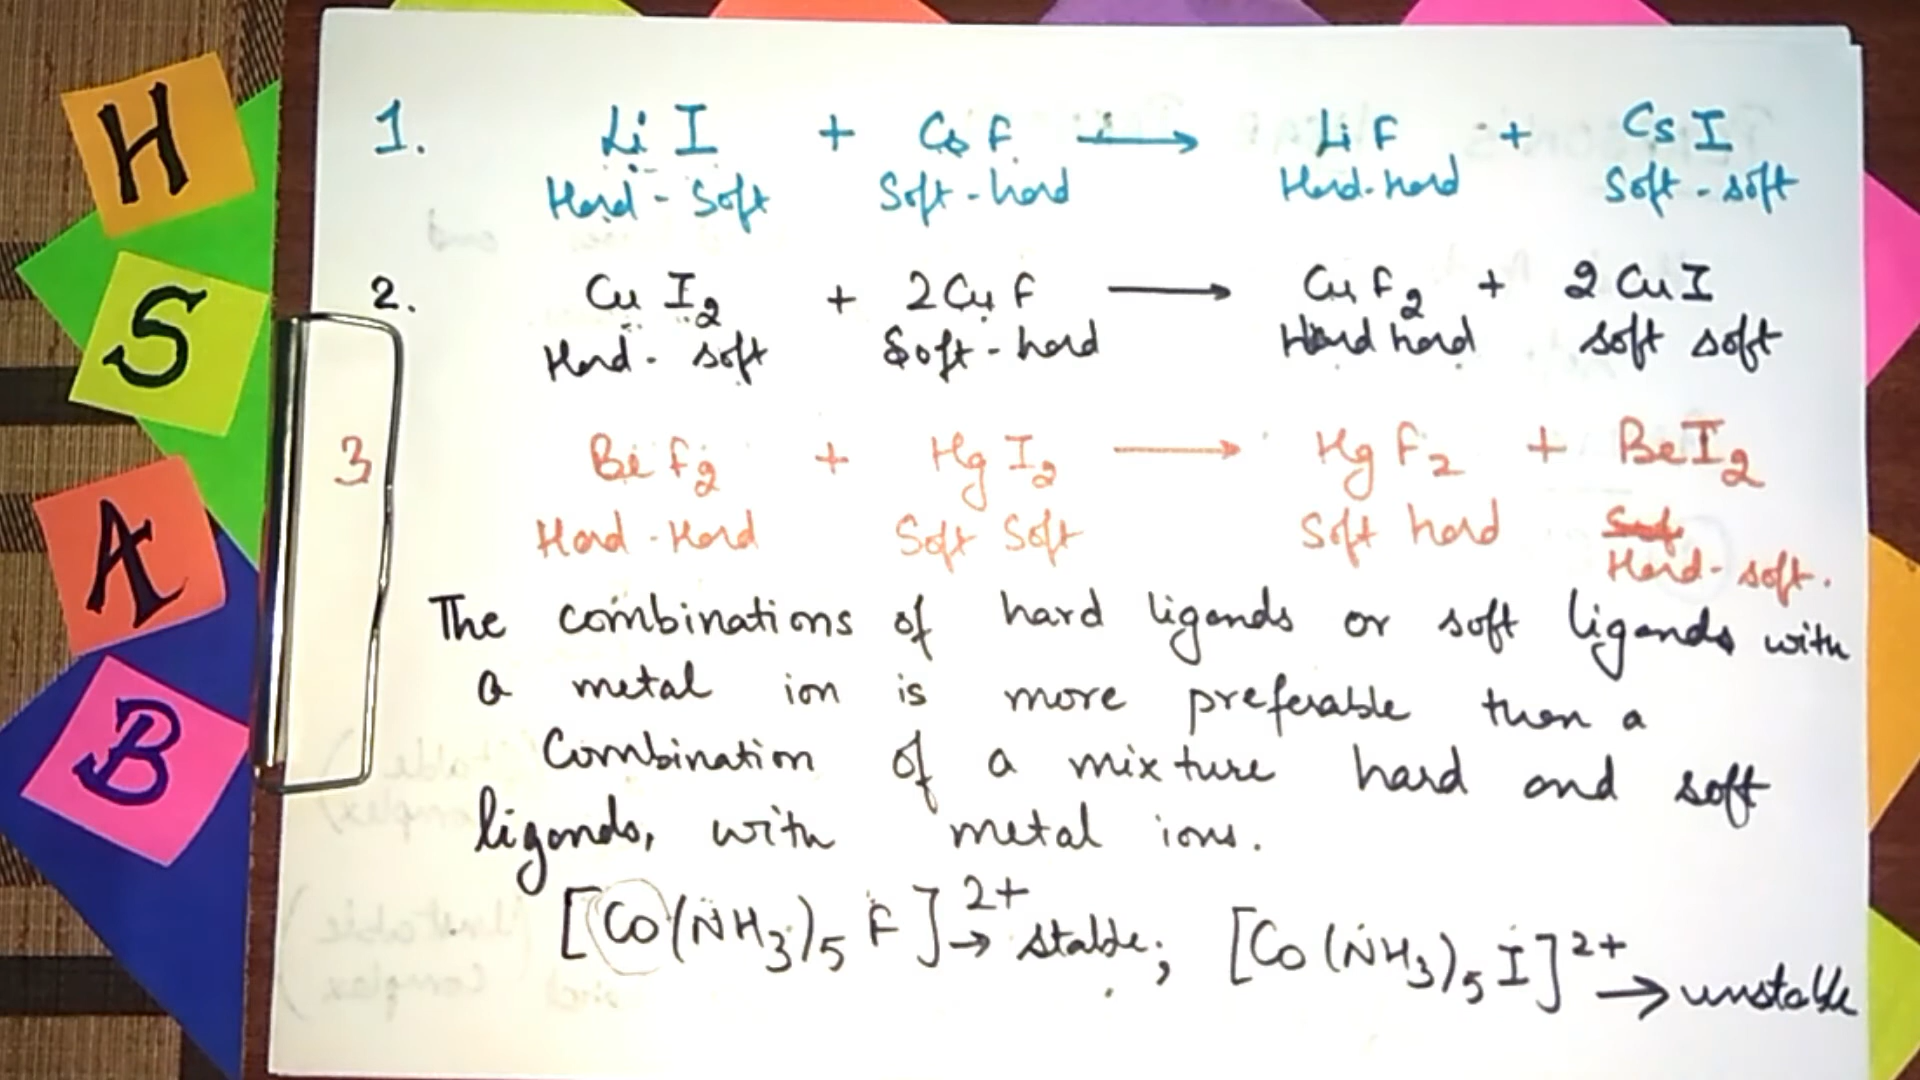 H
S
A
B
1. LiI + CsF ⟶ LiF + CsI
Hard - Soft Soft - hard Hard-hard Soft - soft
2. CuI₂ + 2CuF ⟶ CuF₂ + 2CuI
Hard - soft Soft - hard Hard hard soft soft
3 BeF₂ + HgI₂ ⟶ HgF₂ + BeI₂
Hard - Hard Soft Soft Soft hard
Hard - soft.
The combinations of hard ligands or soft ligands with
a metal ion is more preferable than a
Combination of a mixture hard and soft
ligands, with metal ions.
[Co(NH₃)₅F]²⁺ → stable; [Co(NH₃)₅I]²⁺
→ unstable